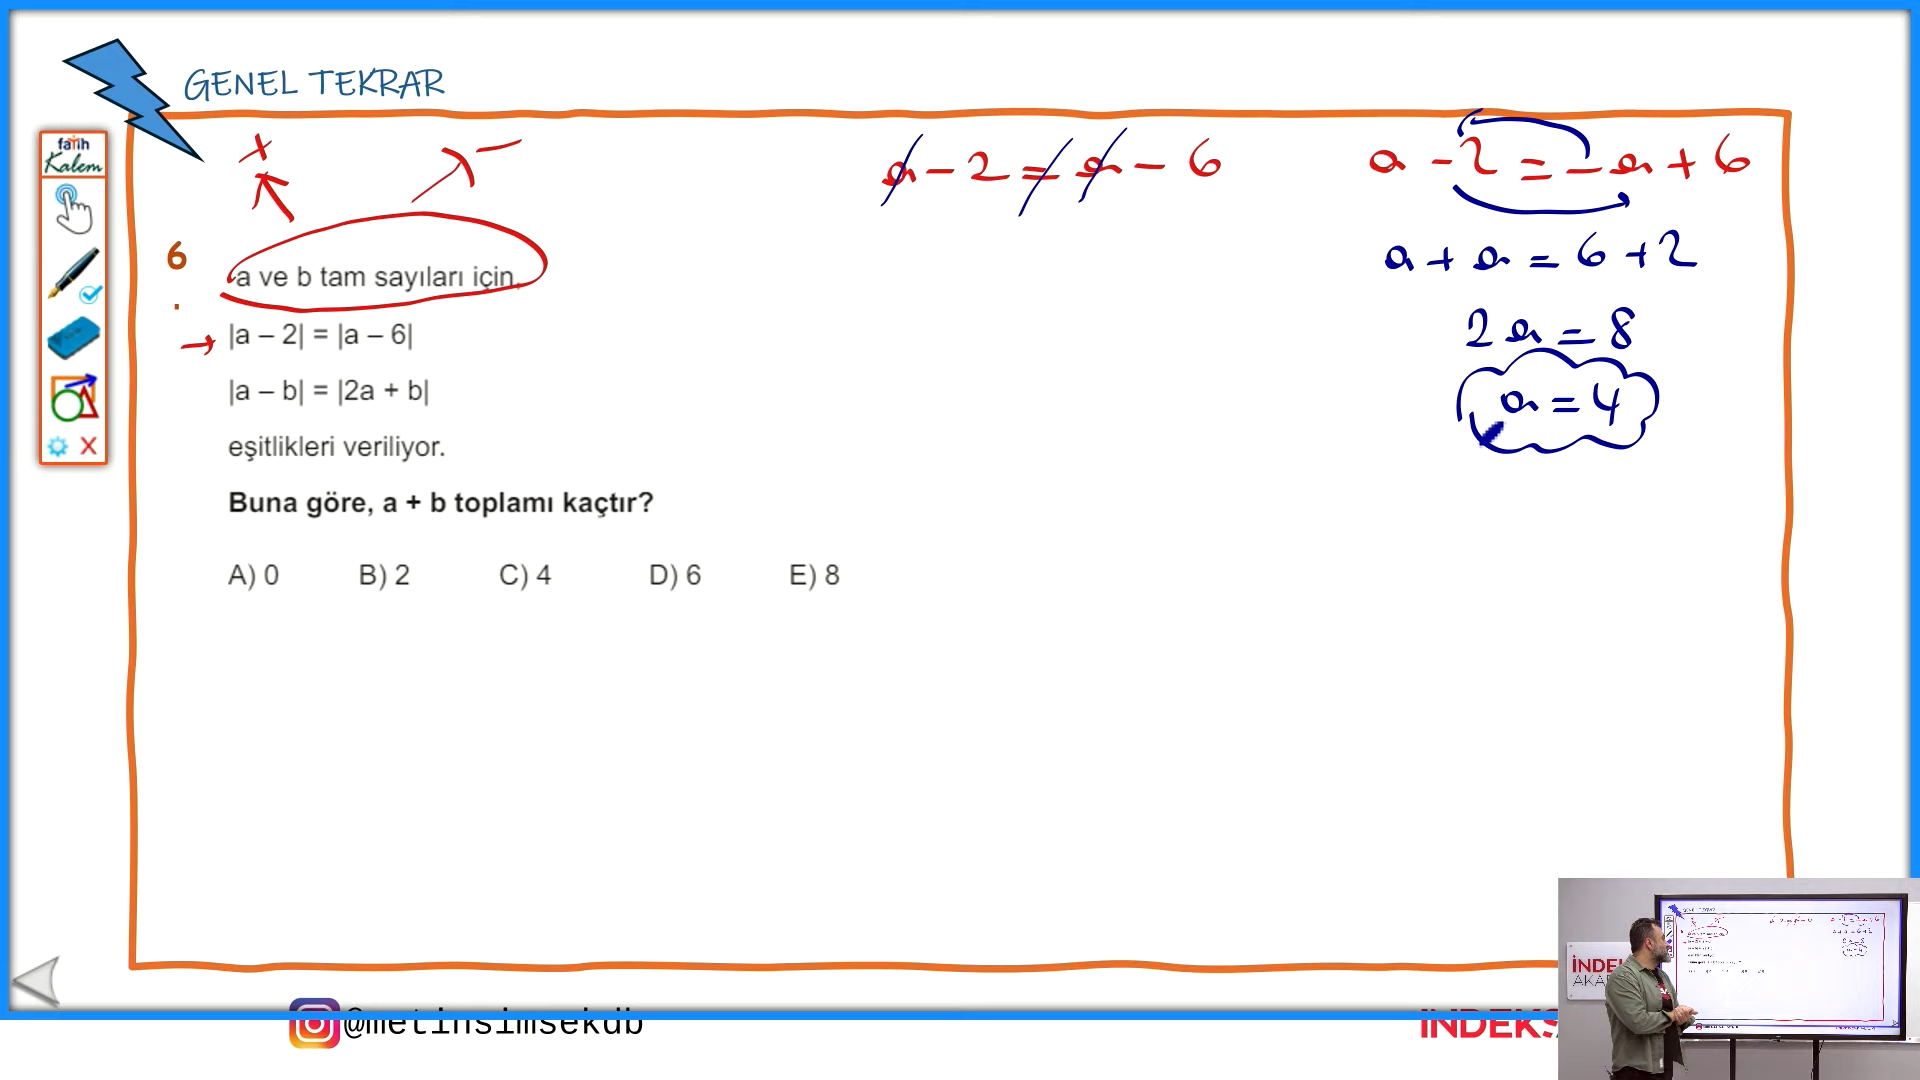 GENEL TEKRAR
fatih
Kalem
+
−
a − 2 = a − 6
a − 2 = −a + 6
a + a = 6 + 2
2a = 8
a = 4
6
.
a ve b tam sayıları için,
→ |a – 2| = |a – 6|
|a – b| = |2a + b|
eşitlikleri veriliyor.
Buna göre, a + b toplamı kaçtır?
A) 0 B) 2 C) 4 D) 6 E) 8
@metinsimsekdb
INDEKS